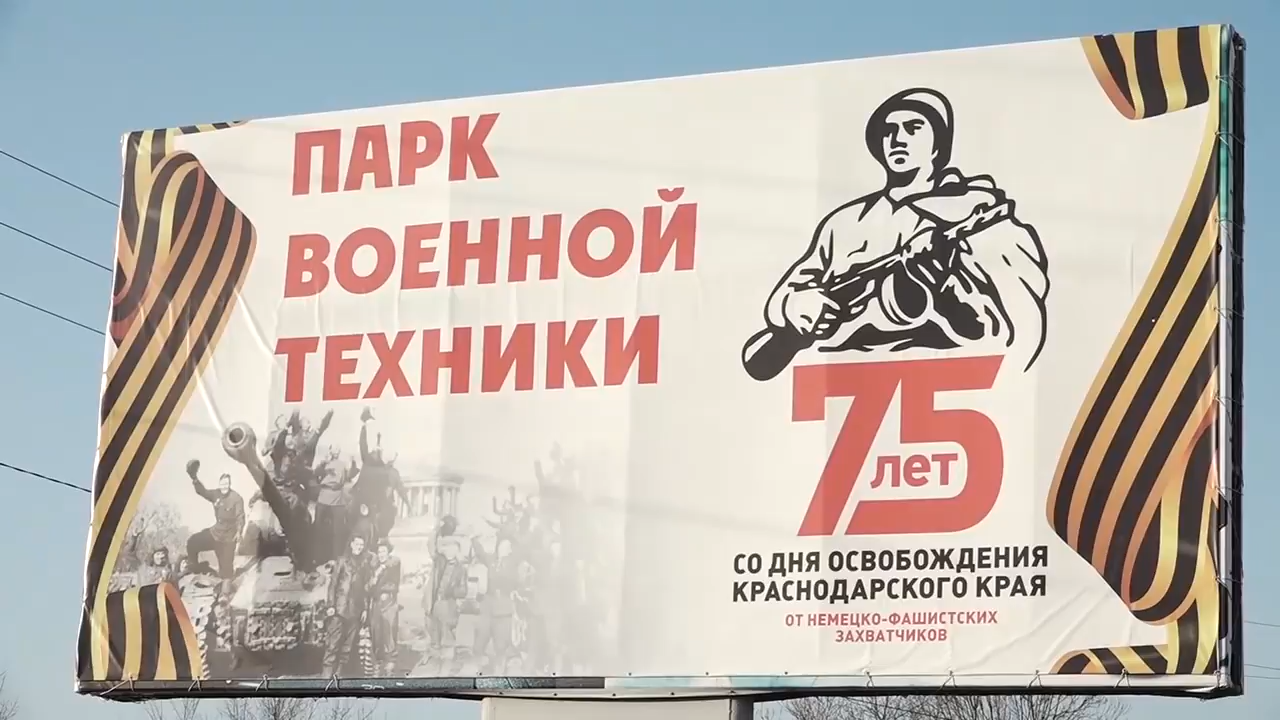 ПАРК
ВОЕННОЙ
ТЕХНИКИ
75
лет
СО ДНЯ ОСВОБОЖДЕНИЯ
КРАСНОДАРСКОГО КРАЯ
ОТ НЕМЕЦКО-ФАШИСТСКИХ
ЗАХВАТЧИКОВ